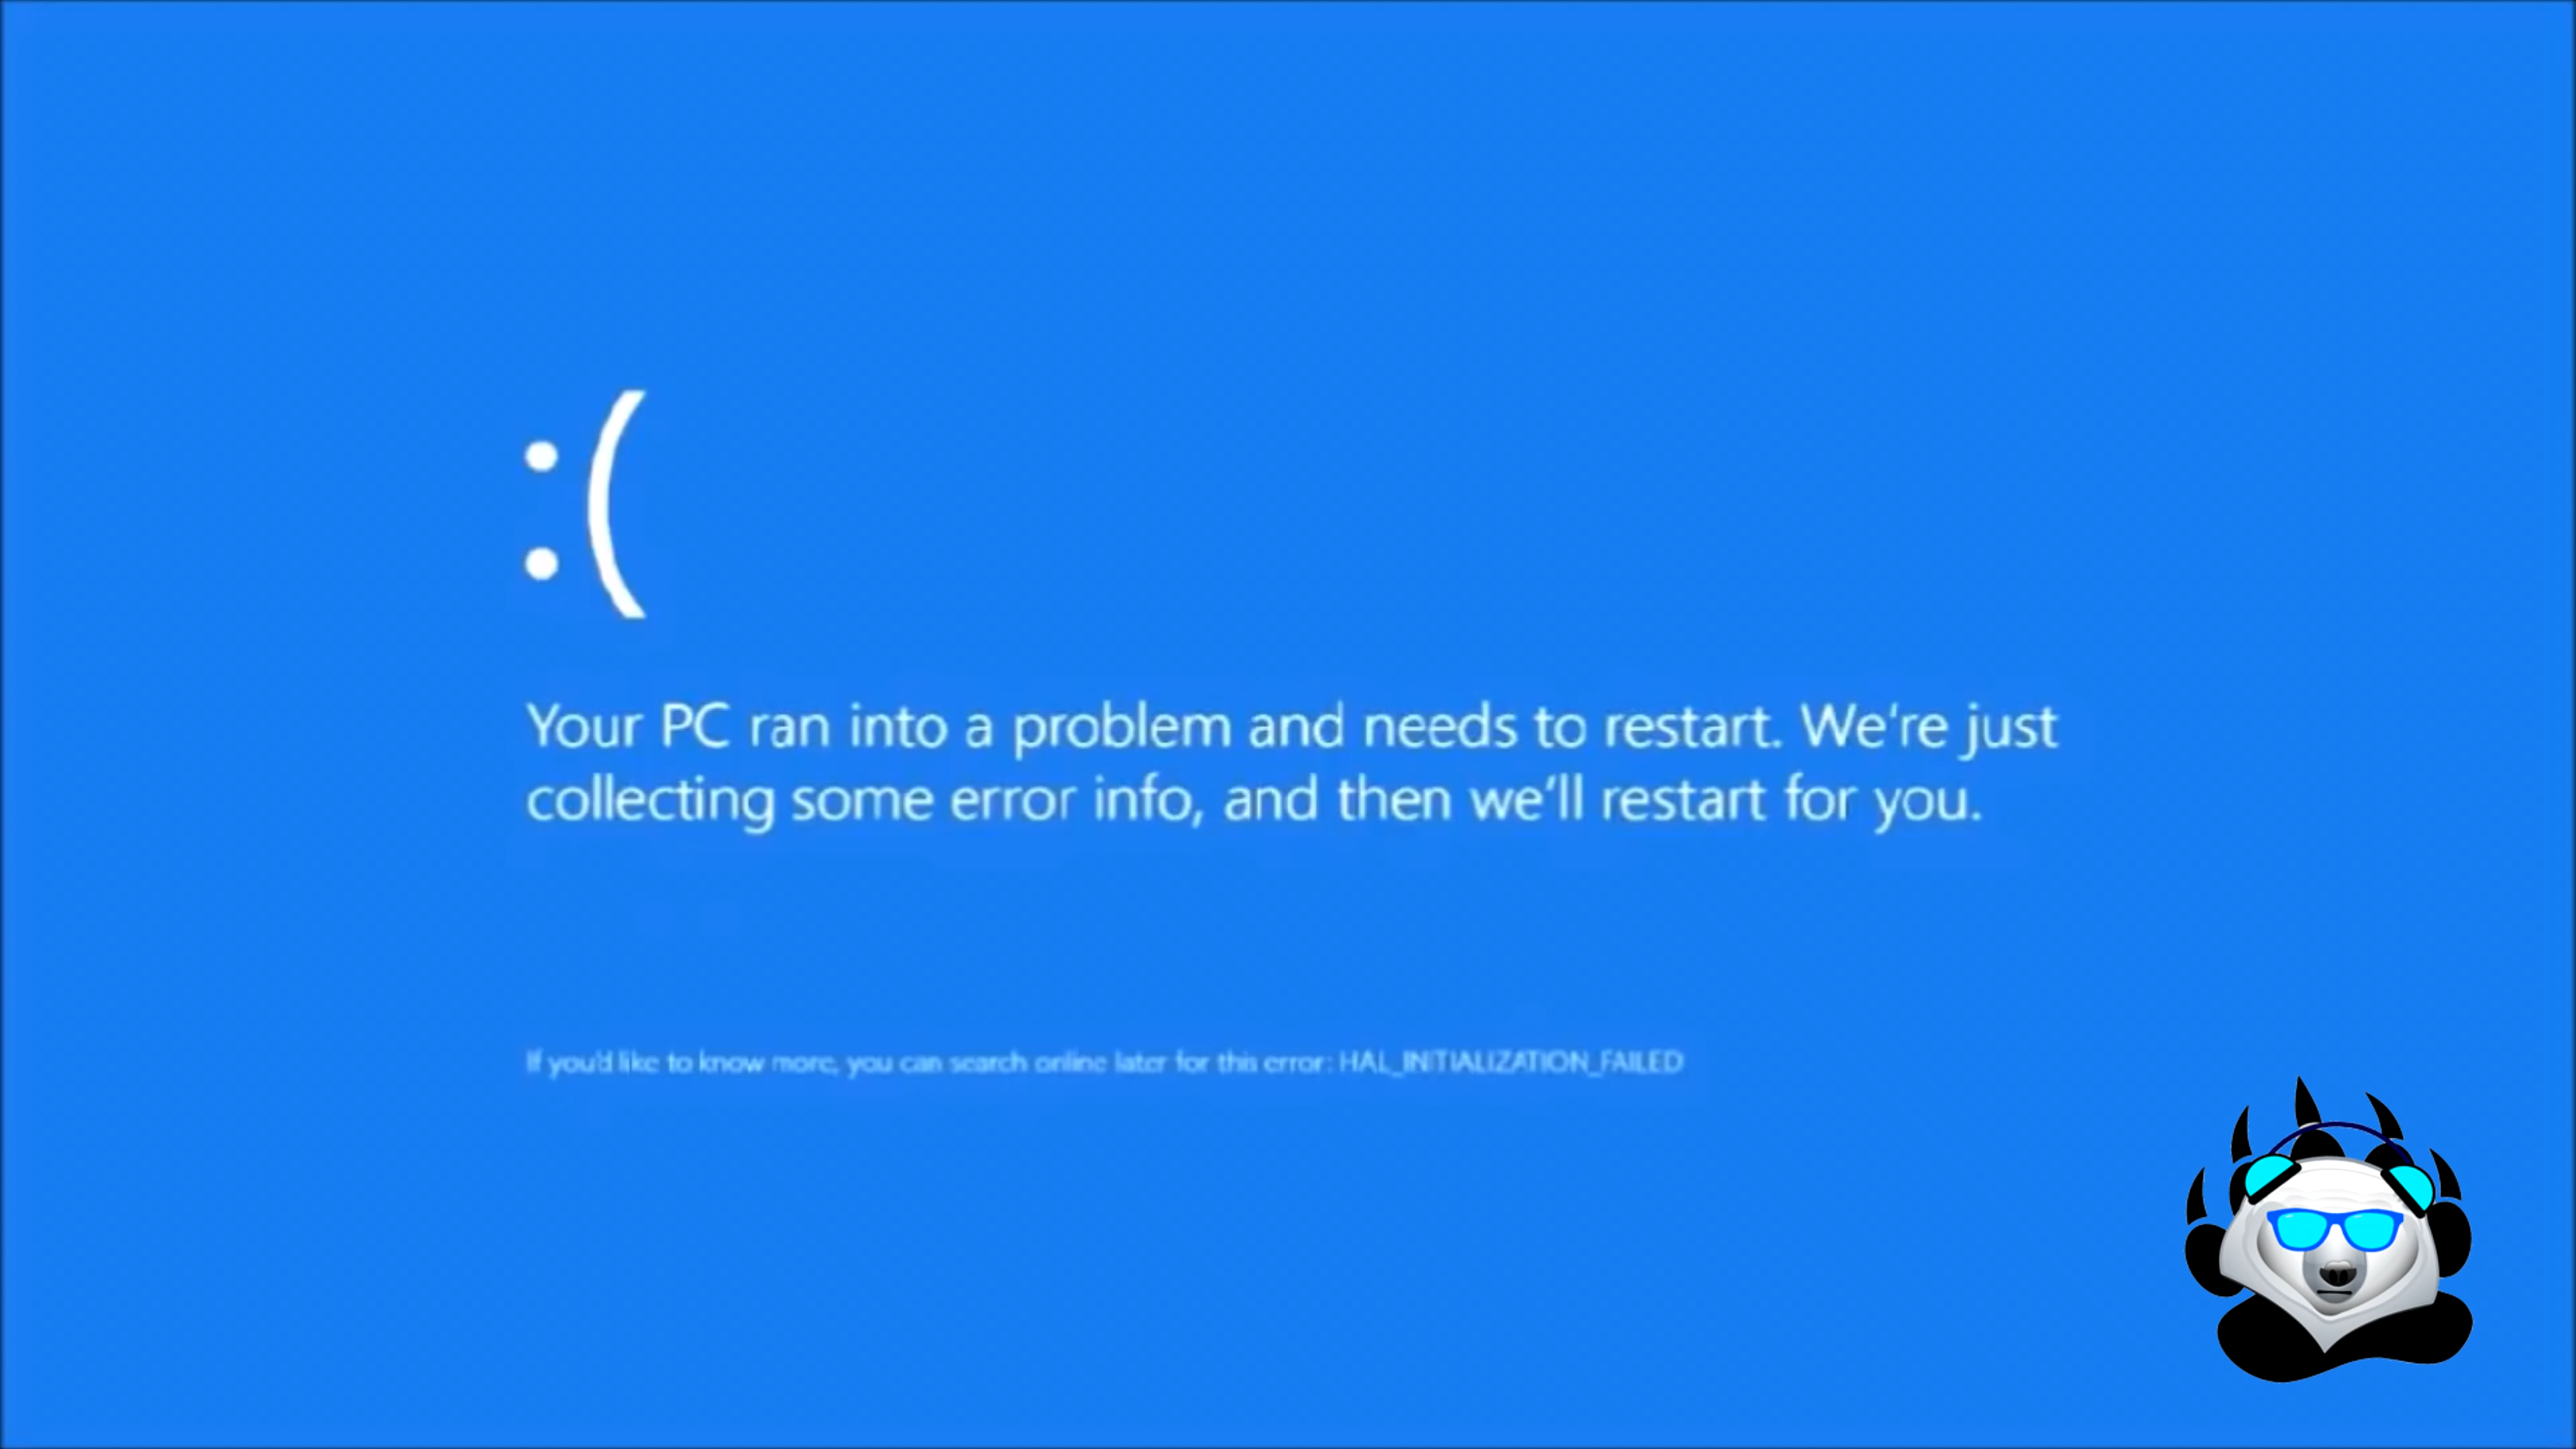 :(
Your PC ran into a problem and needs to restart. We're just
collecting some error info, and then we'll restart for you.
If you'd like to know more, you can search online later for this error: HAL_INITIALIZATION_FAILED